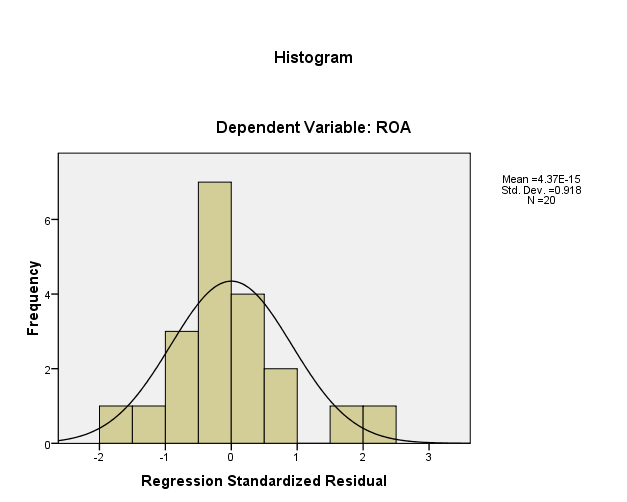 Histogram
Dependent Variable: ROA
Mean =4.37E-15
Std. Dev. =0.918
N =20
Frequency
6
4
2
0
-2 -1 0 1 2 3
Regression Standardized Residual